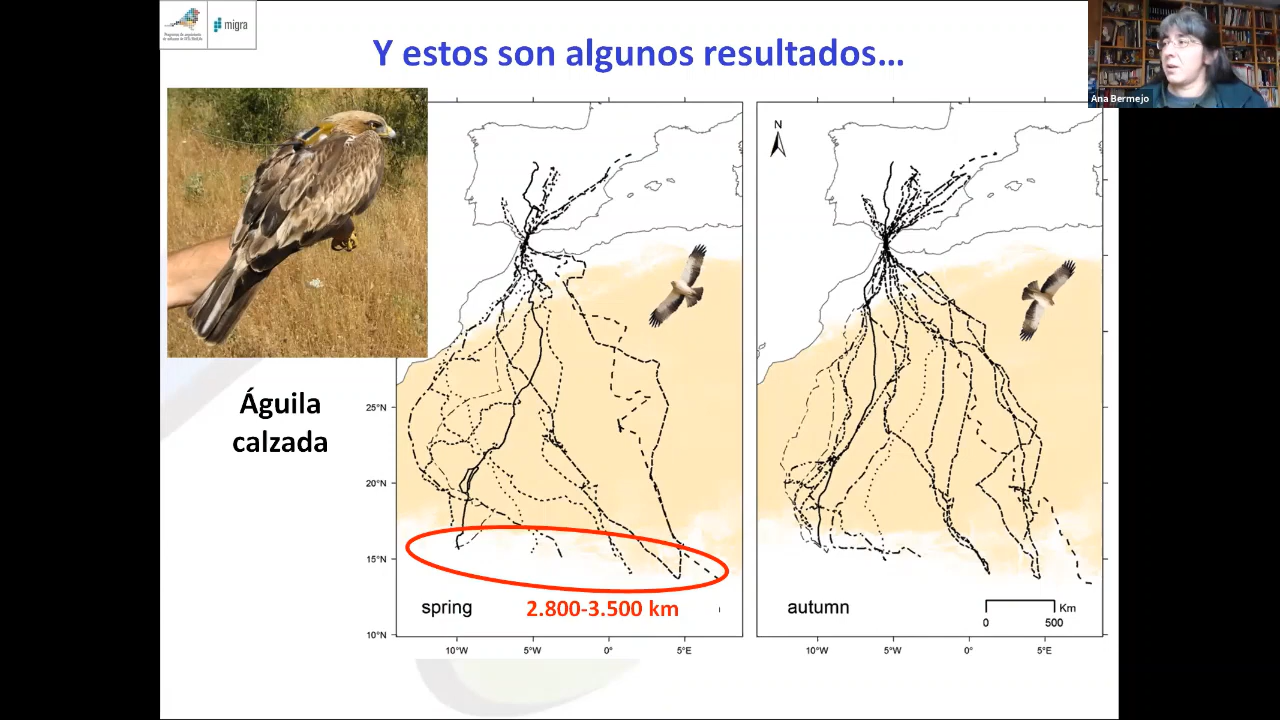 migra
Y estos son algunos resultados...
Ana Bermejo
N
Águila
calzada
25°N
20°N
15°N
10°N
spring
2.800-3.500 km
autumn
Km
0 500
10°W 5°W 0° 5°E
10°W 5°W 0° 5°E